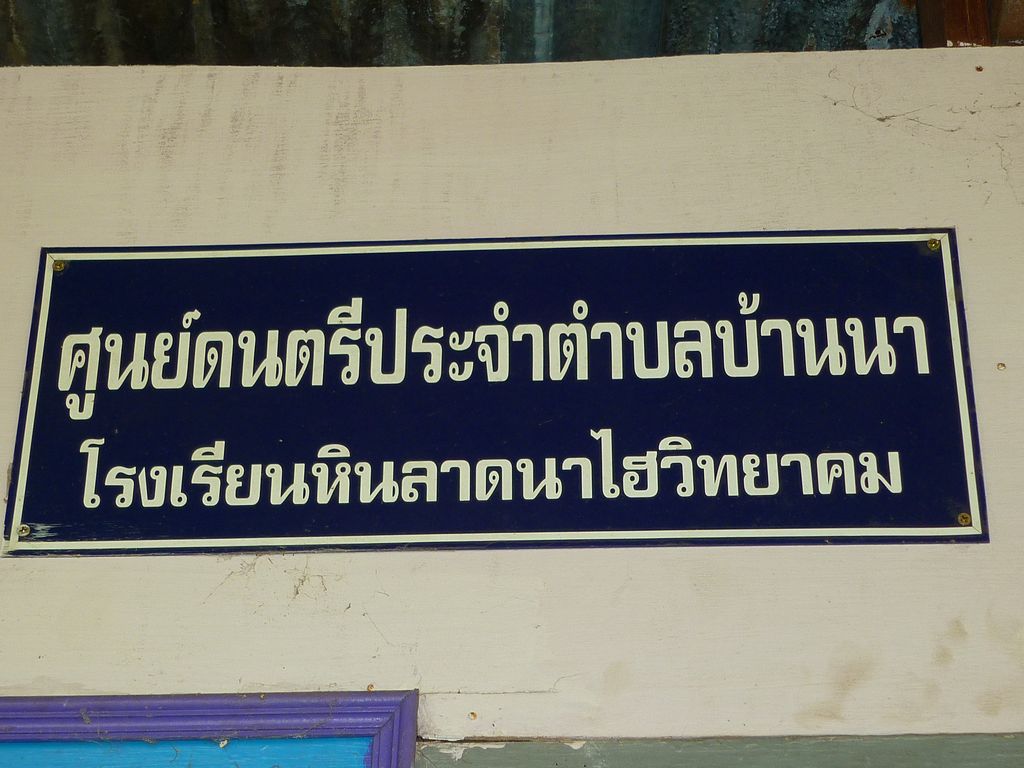 ศูนย์ดนตรีประจำตำบลบ้านนา
โรงเรียนหินลาดนาไฮวิทยาคม